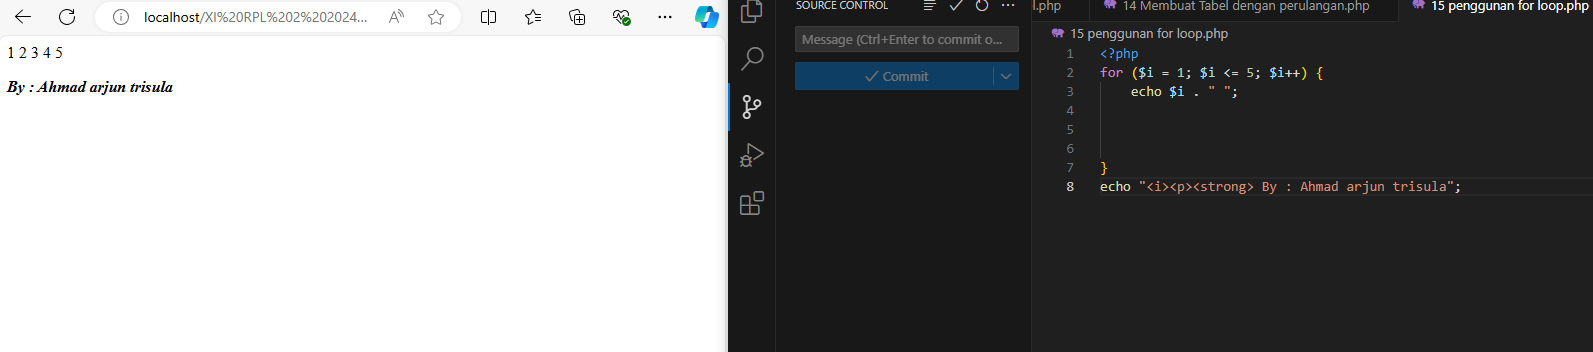 localhost/XI%20RPL%202%202024...
1 2 3 4 5
By : Ahmad arjun trisula
SOURCE CONTROL
Message (Ctrl+Enter to commit o...
Commit
l.php
14 Membuat Tabel dengan perulangan.php
15 penggunan for loop.php
15 penggunan for loop.php
1 <?php
2 for ($i = 1; $i <= 5; $i++) {
3 echo $i . " ";
4
5
6
7 }
8 echo "<i><p><strong> By : Ahmad arjun trisula";